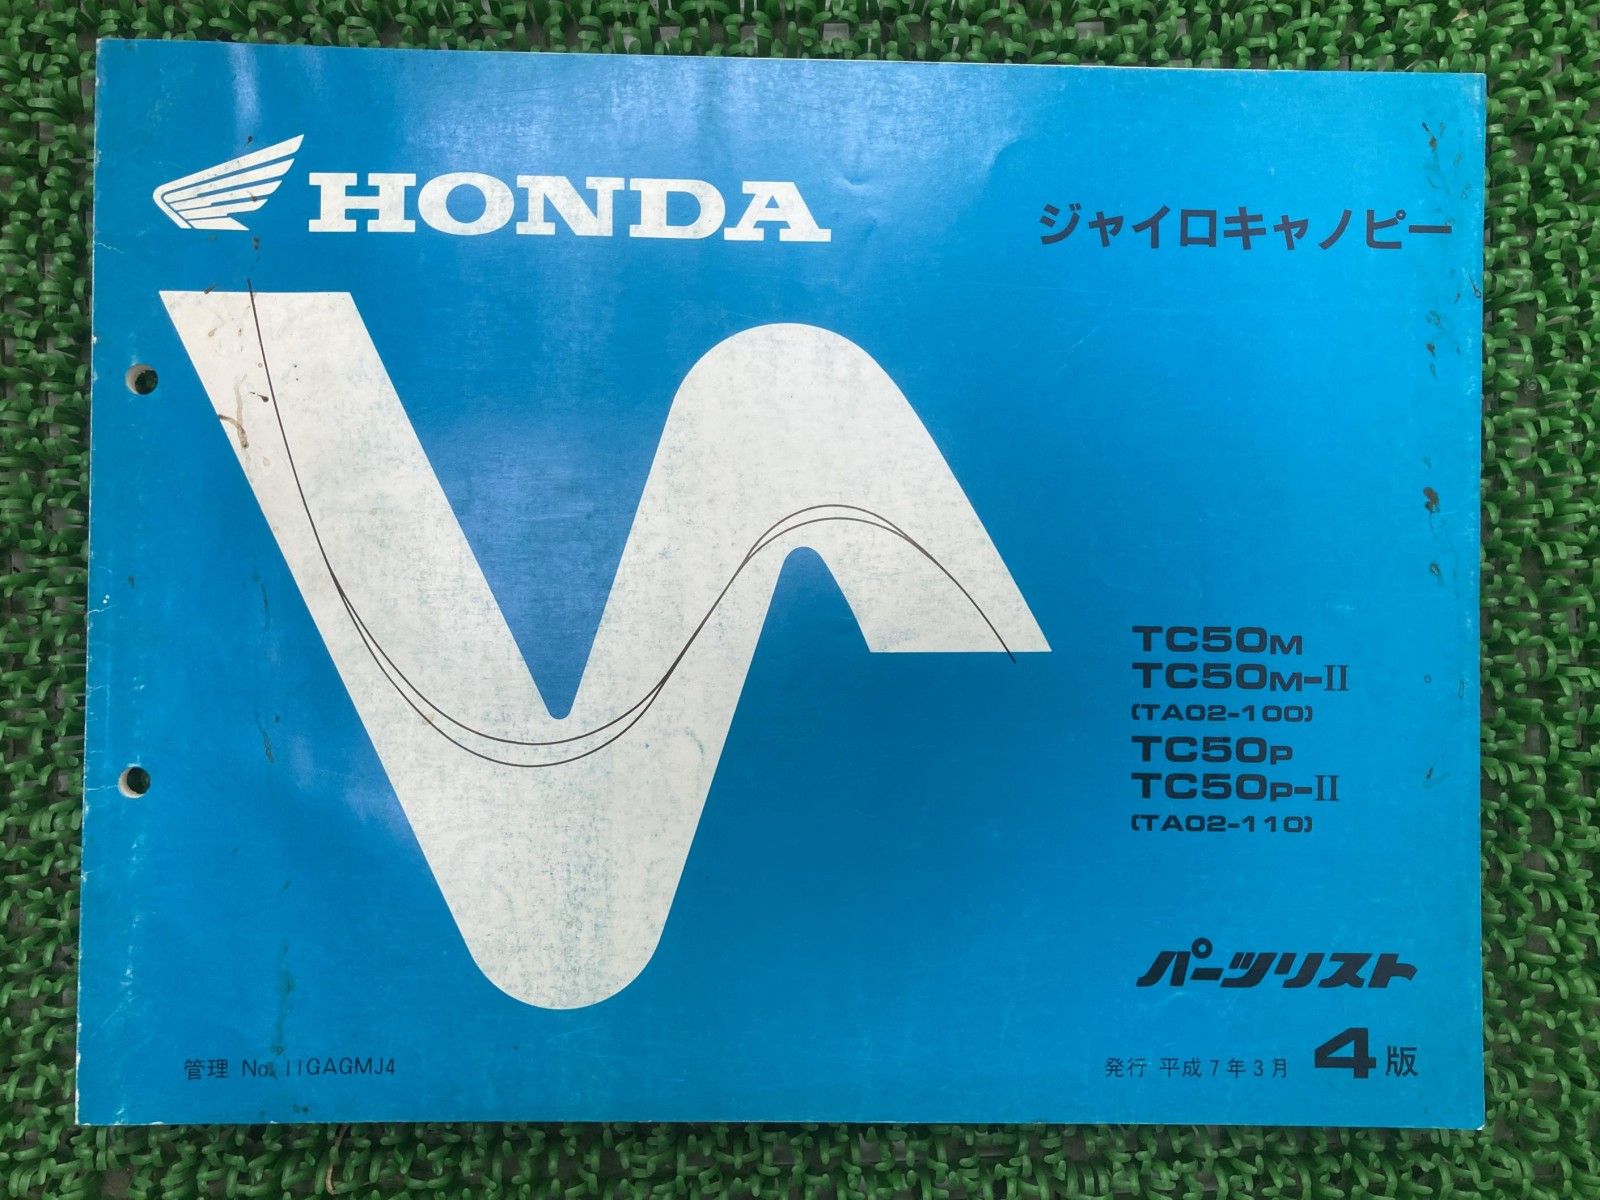 HONDA
ジャイロキャノピー
TC50M
TC50M-II
(TA02-100)
TC50P
TC50P-II
(TA02-110)
パーツリスト
管理 No. 11GAGMJ4
発行 平成7年3月 4版